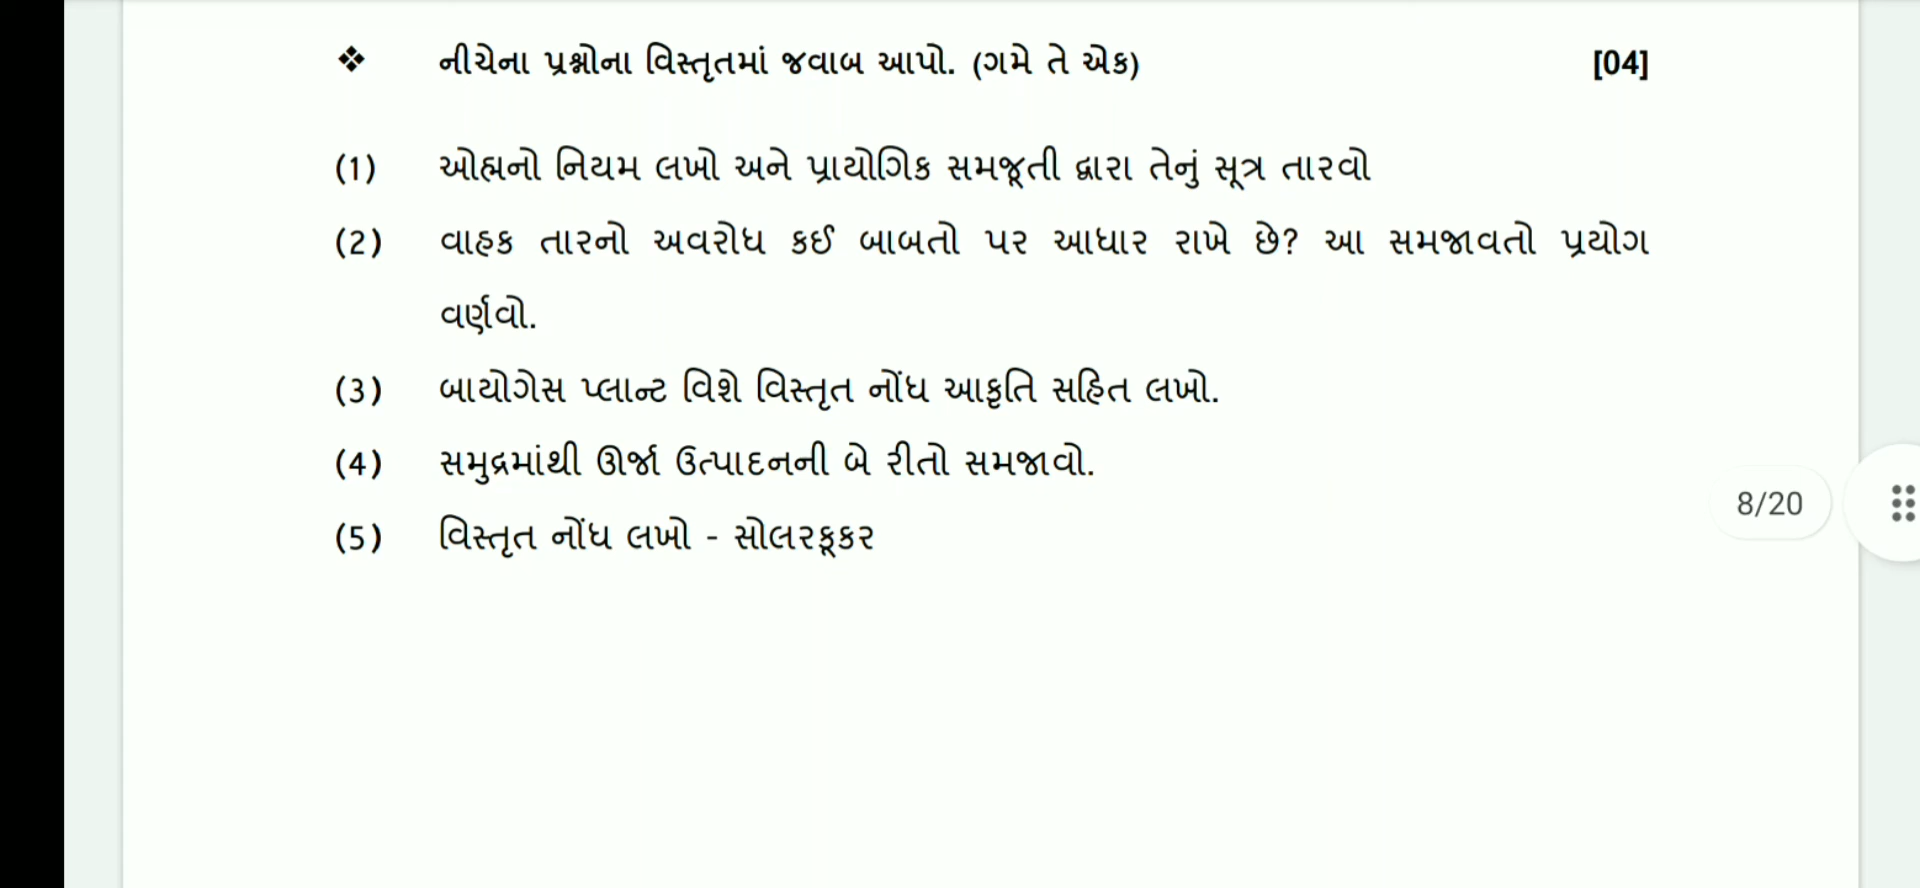 ❖ નીચેના પ્રશ્નોના વિસ્તૃતમાં જવાબ આપો. (ગમે તે એક) [04]
(1) ઓહ્મનો નિયમ લખો અને પ્રાયોગિક સમજૂતી દ્વારા તેનું સૂત્ર તારવો
(2) વાહક તારનો અવરોધ કઈ બાબતો પર આધાર રાખે છે? આ સમજાવતો પ્રયોગ
વર્ણવો.
(3) બાયોગેસ પ્લાન્ટ વિશે વિસ્તૃત નોંધ આકૃતિ સહિત લખો.
(4) સમુદ્રમાંથી ઊર્જા ઉત્પાદનની બે રીતો સમજાવો.
8/20
(5) વિસ્તૃત નોંધ લખો - સોલરકૂકર